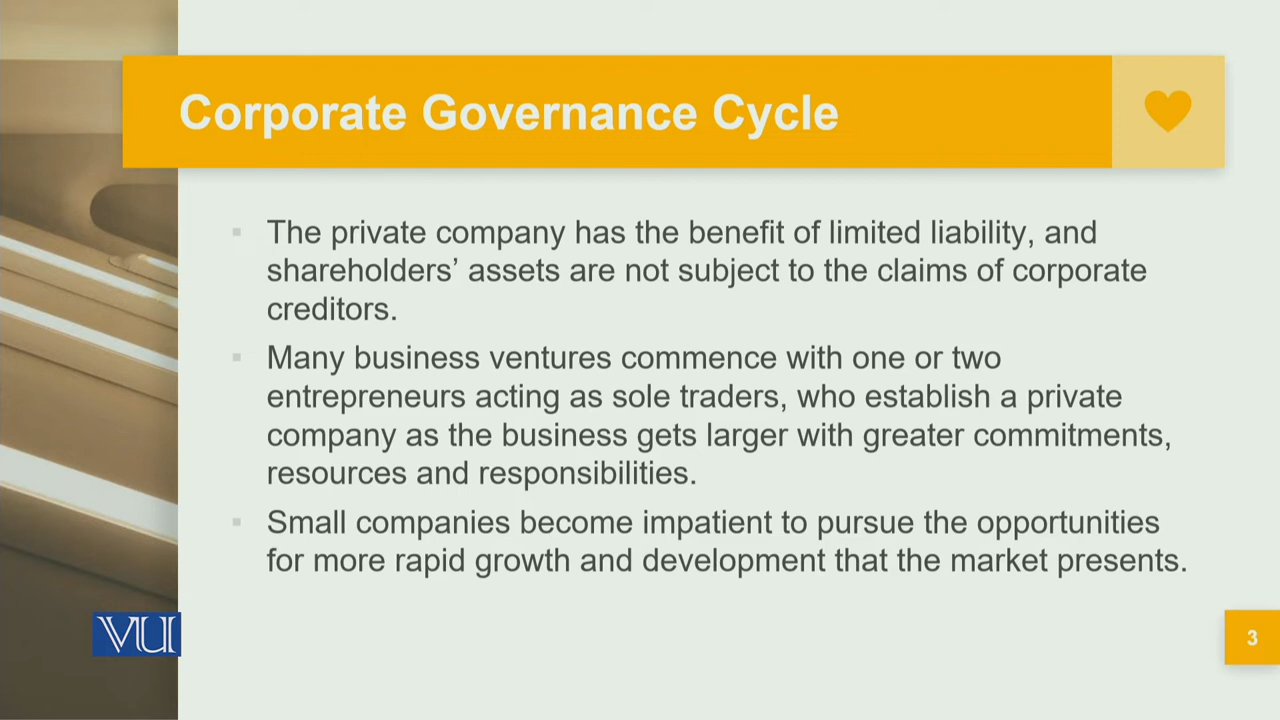 Corporate Governance Cycle
The private company has the benefit of limited liability, and
shareholders’ assets are not subject to the claims of corporate
creditors.
Many business ventures commence with one or two
entrepreneurs acting as sole traders, who establish a private
company as the business gets larger with greater commitments,
resources and responsibilities.
Small companies become impatient to pursue the opportunities
for more rapid growth and development that the market presents.
VU
3